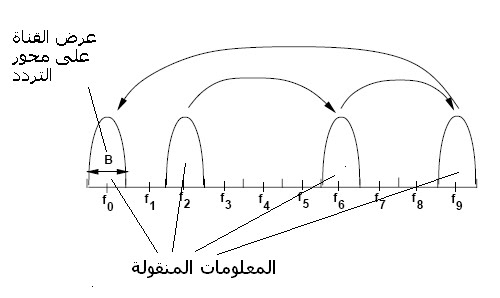 عرض القناة
على محور
التردد
B
f0 f1 f2 f3 f4 f5 f6 f7 f8 f9
المعلومات المنقولة